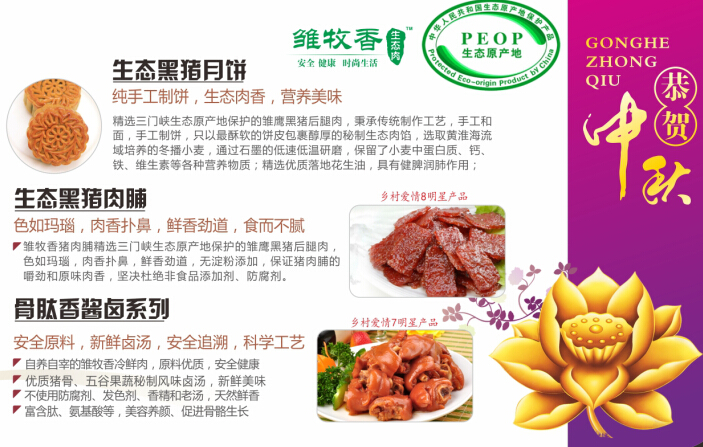 雏牧香
生态肉
TM
安全 健康 时尚生活
中华人民共和国生态原产地保护产品
PEOP
生态原产地
Protected Eco-origin Product by China
GONGHE
ZHONG
QIU
恭贺
中秋
生态黑猪月饼
纯手工制饼，生态肉香，营养美味
精选三门峡生态原产地保护的雏鹰黑猪后腿肉，秉承传统制作工艺，手工和
面，手工制饼，只以最酥软的饼皮包裹醇厚的秘制生态肉馅，选取黄淮海流
域培养的冬播小麦，通过石墨的低速低温研磨，保留了小麦中蛋白质、钙、
铁、维生素等各种营养物质；精选优质落地花生油，具有健脾润肺作用；
生态黑猪肉脯
色如玛瑙，肉香扑鼻，鲜香劲道，食而不腻
雏牧香猪肉脯精选三门峡生态原产地保护的雏鹰黑猪后腿肉，
色如玛瑙，肉香扑鼻，鲜香劲道，无淀粉添加，保证猪肉脯的
嚼劲和原味肉香，坚决杜绝非食品添加剂、防腐剂。
乡村爱情8明星产品
骨肽香酱卤系列
安全原料，新鲜卤汤，安全追溯，科学工艺
自养自宰的雏牧香冷鲜肉，原料优质，安全健康
优质猪骨、五谷果蔬秘制风味卤汤，新鲜美味
不使用防腐剂、发色剂、香精和老汤，天然鲜香
富含肽、氨基酸等，美容养颜、促进骨骼生长
乡村爱情7明星产品